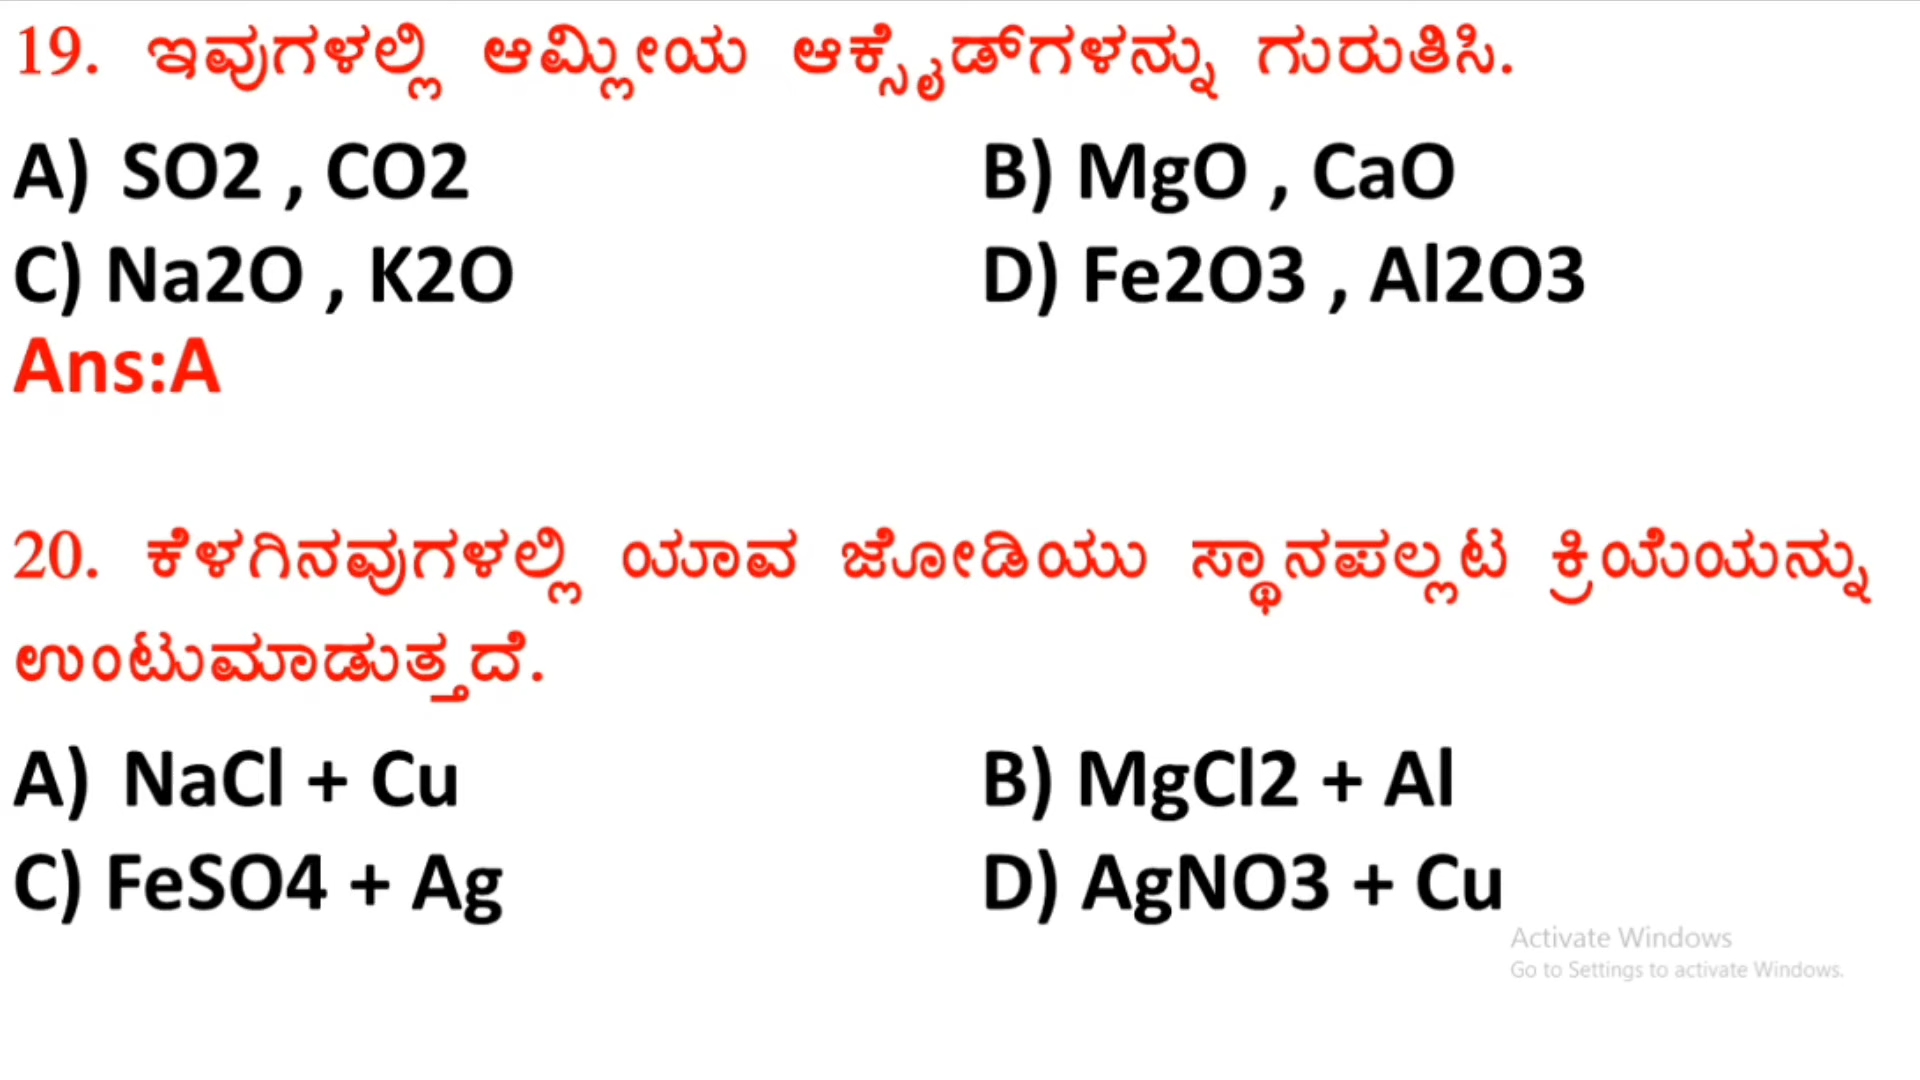 19. ಇವುಗಳಲ್ಲಿ ಆಮ್ಲೀಯ ಆಕ್ಸೈಡ್‌ಗಳನ್ನು ಗುರುತಿಸಿ.
A) SO2 , CO2 B) MgO , CaO
C) Na2O , K2O D) Fe2O3 , Al2O3
Ans:A
20. ಕೆಳಗಿನವುಗಳಲ್ಲಿ ಯಾವ ಜೋಡಿಯು ಸ್ಥಾನಪಲ್ಲಟ ಕ್ರಿಯೆಯನ್ನು
ಉಂಟುಮಾಡುತ್ತದೆ.
A) NaCl + Cu B) MgCl2 + Al
C) FeSO4 + Ag D) AgNO3 + Cu
Activate Windows
Go to Settings to activate Windows.